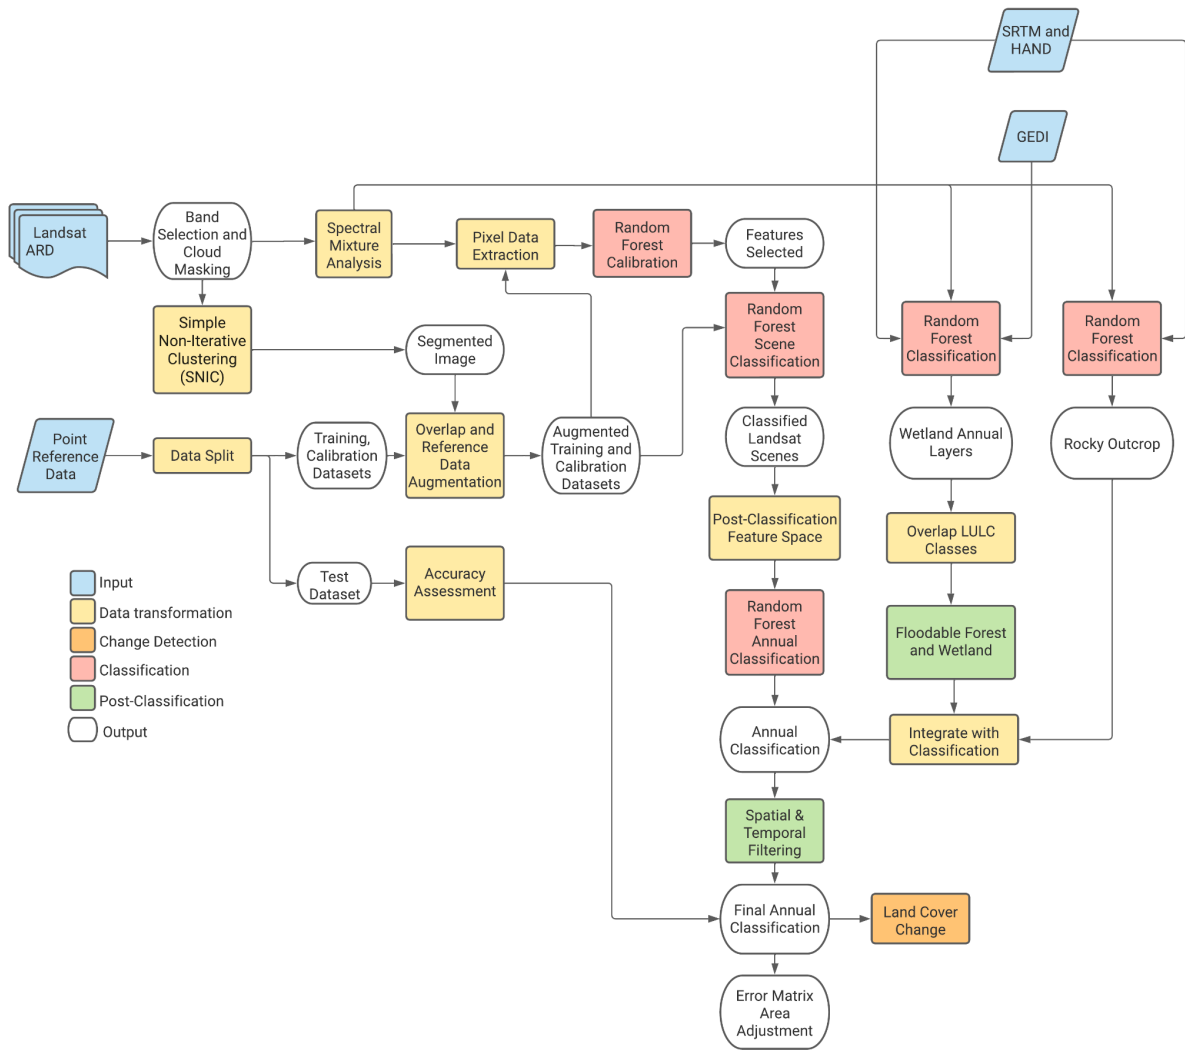 SRTM and
HAND
GEDI
Landsat
ARD
Band
Selection and
Cloud
Masking
Spectral
Mixture
Analysis
Pixel Data
Extraction
Random
Forest
Calibration
Features
Selected
Simple
Non-Iterative
Clustering
(SNIC)
Segmented
Image
Random
Forest
Scene
Classification
Random
Forest
Classification
Random
Forest
Classification
Point
Reference
Data
Data Split
Training,
Calibration
Datasets
Overlap and
Reference
Data
Augmentation
Augmented
Training and
Calibration
Datasets
Classified
Landsat
Scenes
Wetland Annual
Layers
Rocky Outcrop
Post-Classification
Feature Space
Overlap LULC
Classes
Test
Dataset
Accuracy
Assessment
Random
Forest
Annual
Classification
Floodable Forest
and Wetland
Input
Data transformation
Change Detection
Classification
Post-Classification
Output
Annual
Classification
Integrate with
Classification
Spatial &
Temporal
Filtering
Final Annual
Classification
Land Cover
Change
Error Matrix
Area
Adjustment